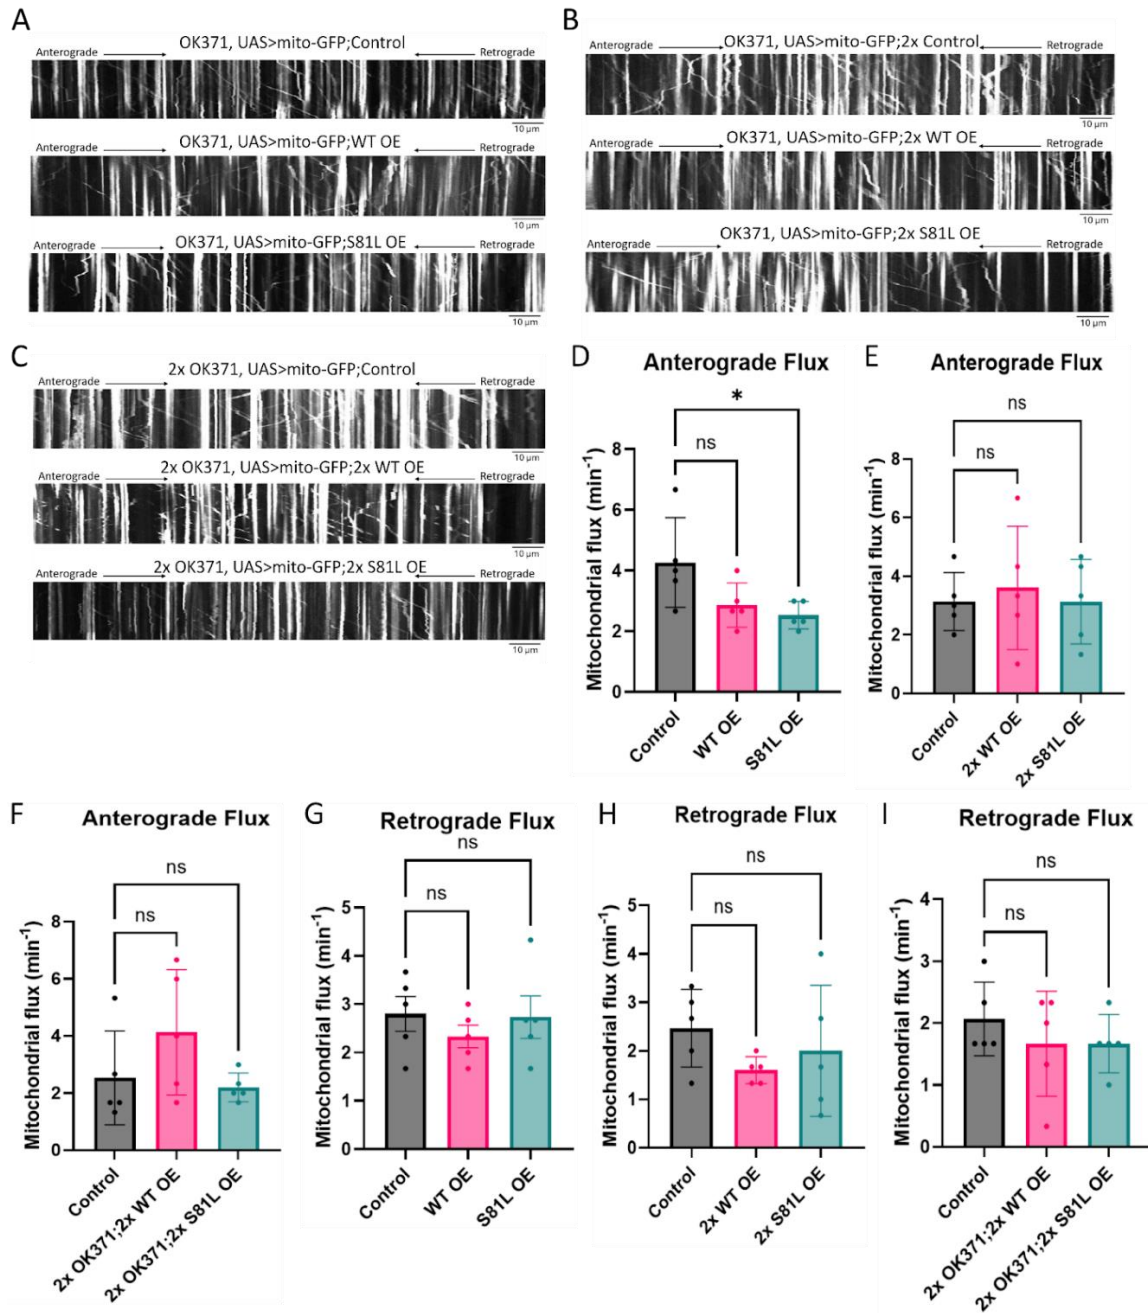 A
OK371, UAS>mito-GFP;Control
Anterograde
Retrograde
10 µm
OK371, UAS>mito-GFP;WT OE
Anterograde
Retrograde
10 µm
OK371, UAS>mito-GFP;S81L OE
Anterograde
Retrograde
10 µm
B
OK371, UAS>mito-GFP;2x Control
Anterograde
Retrograde
10 µm
OK371, UAS>mito-GFP;2x WT OE
Anterograde
Retrograde
10 µm
OK371, UAS>mito-GFP;2x S81L OE
Anterograde
Retrograde
10 µm
C
2x OK371, UAS>mito-GFP;Control
Anterograde
Retrograde
10 µm
2x OK371, UAS>mito-GFP;2x WT OE
Anterograde
Retrograde
10 µm
2x OK371, UAS>mito-GFP;2x S81L OE
Anterograde
Retrograde
10 µm
D
Anterograde Flux
*
ns
Mitochondrial flux (min⁻¹)
8
6
4
2
0
Control
WT OE
S81L OE
E
Anterograde Flux
ns
ns
Mitochondrial flux (min⁻¹)
8
6
4
2
0
Control
2x WT OE
2x S81L OE
F
Anterograde Flux
ns
ns
Mitochondrial flux (min⁻¹)
8
6
4
2
0
Control
2x OK371;2x WT OE
2x OK371;2x S81L OE
G
Retrograde Flux
ns
ns
Mitochondrial flux (min⁻¹)
5
4
3
2
1
0
Control
WT OE
S81L OE
H
Retrograde Flux
ns
ns
Mitochondrial flux (min⁻¹)
5
4
3
2
1
0
Control
2x WT OE
2x S81L OE
I
Retrograde Flux
ns
ns
Mitochondrial flux (min⁻¹)
4
3
2
1
0
Control
2x OK371;2x WT OE
2x OK371;2x S81L OE